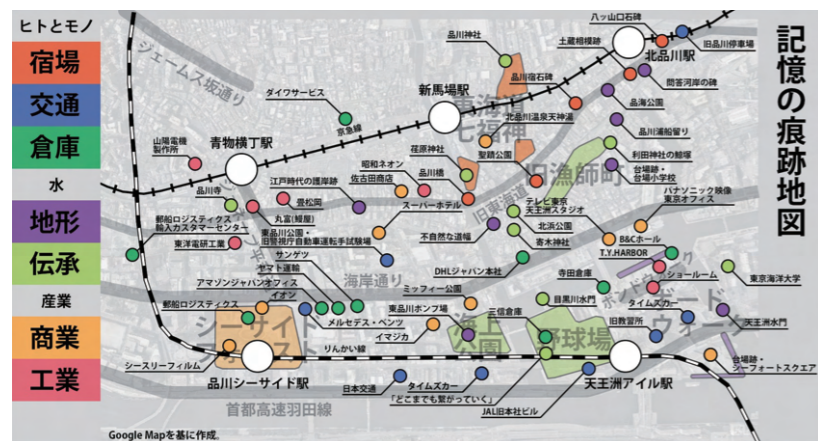 ヒトとモノ
宿場
交通
倉庫
水
地形
伝承
産業
商業
工業
記憶の痕跡地図
八ッ山口石碑
土蔵相模跡
北品川駅
旧品川停車場
品川神社
ジェームス坂通り
品川宿石碑
問答河岸の碑
新馬場駅
東海道
七福神
品海公園
ダイワサービス
京急線
北品川温泉天神湯
品川浦船留り
青物横丁駅
山陽電機
製作所
荏原神社
聖蹟公園
旧漁師町
利田神社の鯨塚
台場跡・
台場小学校
昭和ネオン
品川橋
江戸時代の護岸跡
佐古田商店
品川寺
畳松岡
スーパーホテル
旧東海道
テレビ東京
天王洲スタジオ
パナソニック映像
東京オフィス
丸富(鰻屋)
郵船ロジスティクス
輸入カスタマーセンター
東品川公園・
旧警視庁自動車運転手試験場
不自然な道幅
北浜公園
B&Cホール
東洋電研工業
寄木神社
T.Y.HARBOR
サンゲツ
ヤマト運輸
海岸通り
DHLジャパン本社
ショールーム
東京海洋大学
アマゾンジャパンオフィス
イオン
ミッフィー公園
寺田倉庫
ボンドウォーク
ボード
ウォーク
郵船ロジスティクス
メルセデス・ベンツ
東品川ポンプ場
目黒川水門
タイムズカー
シーサイド
イマジカ
海上
公園
三信倉庫
野球場
旧教習所
天王洲水門
りんかい線
シースリーフィルム
品川シーサイド駅
天王洲アイル駅
台場跡・
シーフォートスクエア
日本交通
タイムズカー
「どこまでも繋がっていく」
JAL旧本社ビル
首都高速羽田線
Google Mapを基に作成。